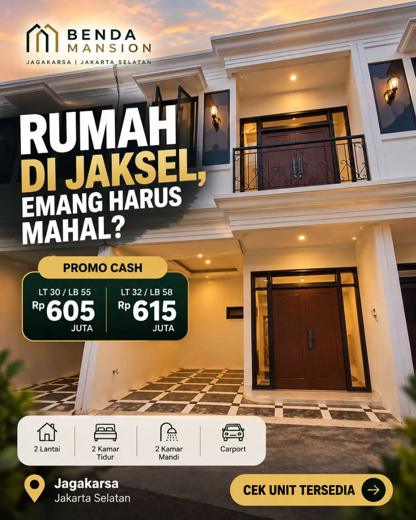 BENDA
MANSION
JAGAKARSA | JAKARTA SELATAN
RUMAH
DI JAKSEL,
EMANG HARUS
MAHAL?
PROMO CASH
LT 30 / LB 55
Rp 605
JUTA
LT 32 / LB 58
Rp 615
JUTA
2 Lantai
2 Kamar
Tidur
2 Kamar
Mandi
Carport
Jagakarsa
Jakarta Selatan
CEK UNIT TERSEDIA